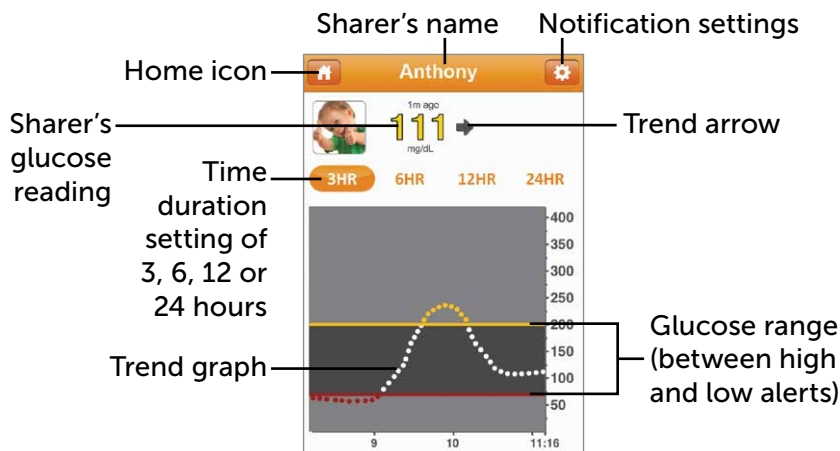 Sharer's name
Notification settings
Home icon
Anthony
Sharer's
glucose
reading
1m ago
111
mg/dL
Trend arrow
Time
duration
setting of
3, 6, 12 or
24 hours
3HR 6HR 12HR 24HR
400
350
300
250
200
150
100
50
Trend graph
Glucose range
(between high
and low alerts)
9 10 11:16